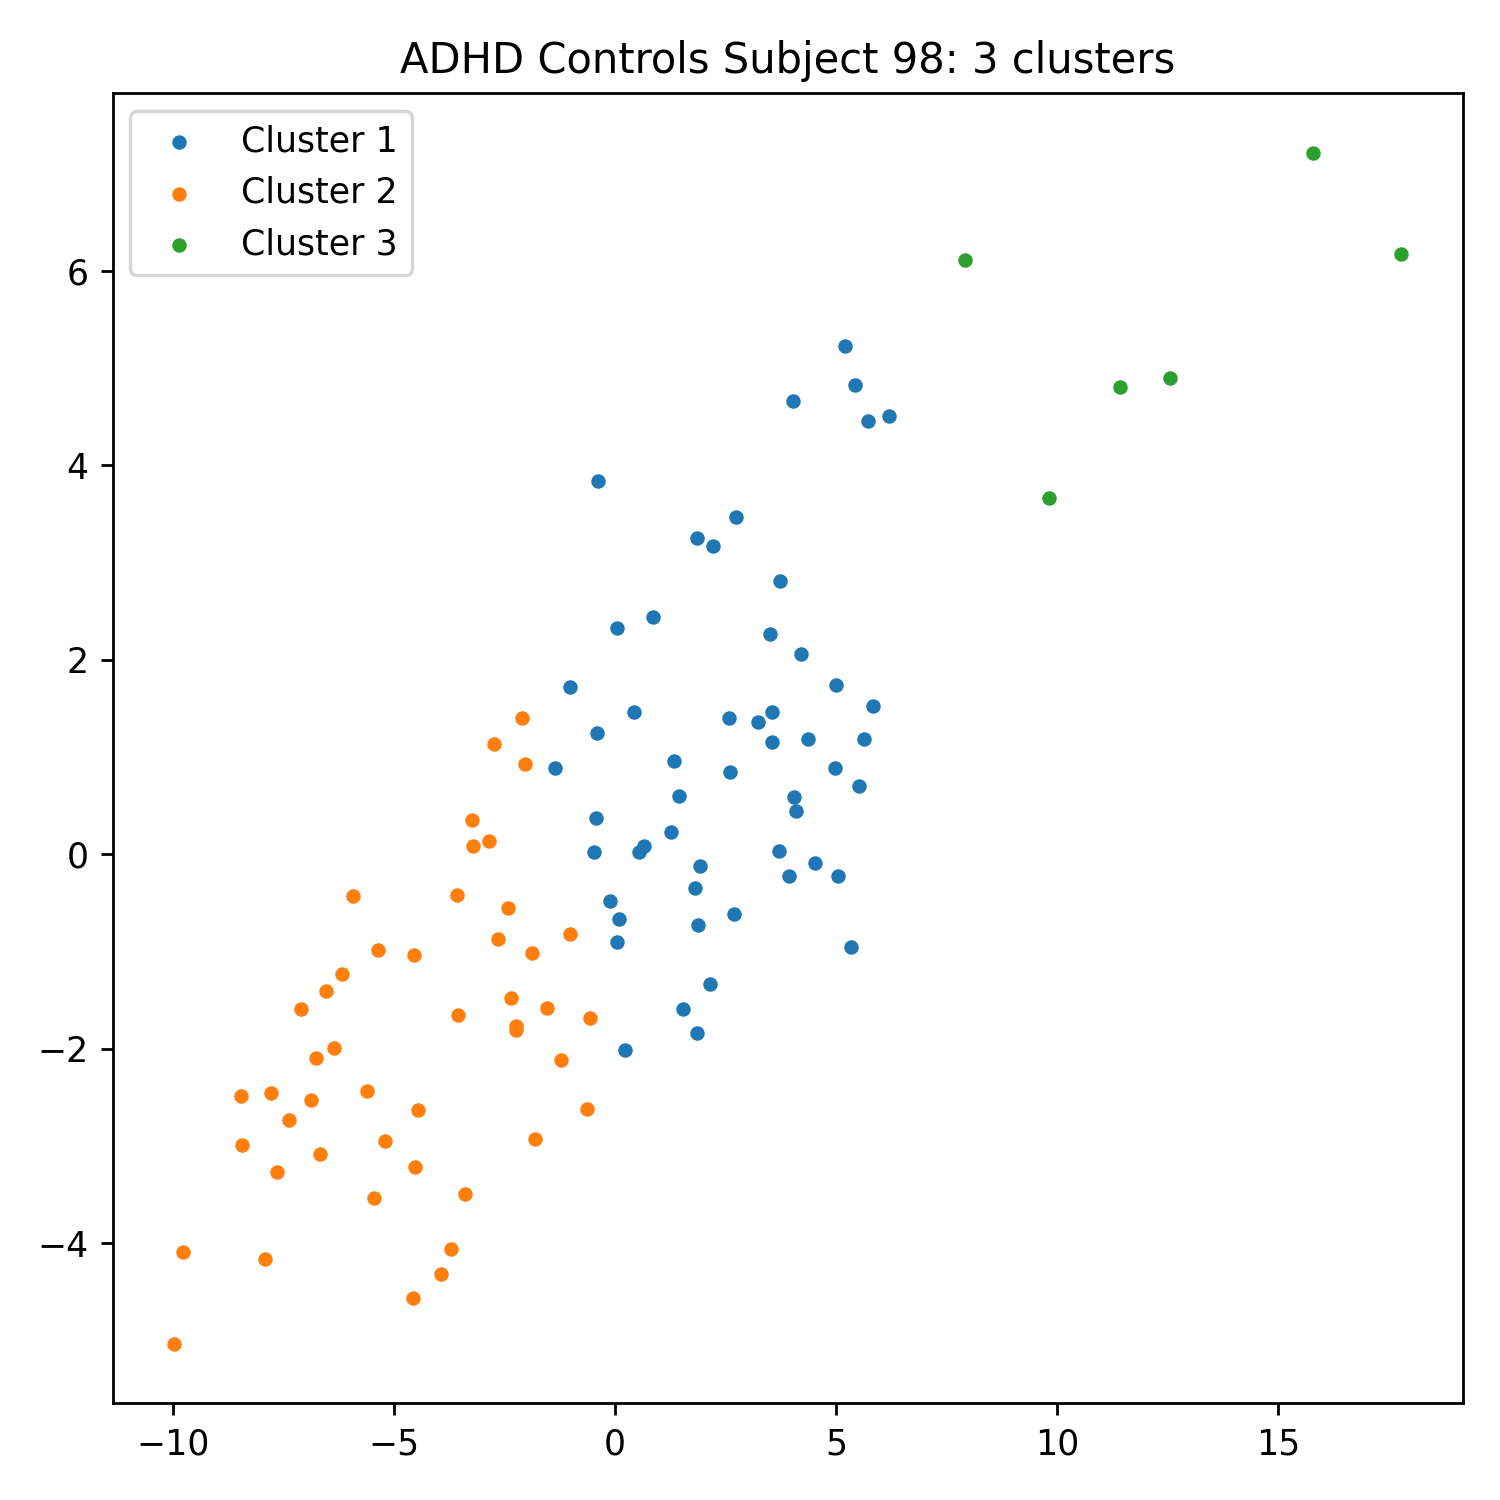 ADHD Controls Subject 98: 3 clusters
Cluster 1
Cluster 2
Cluster 3
6
4
2
0
−2
−4
−10 −5 0 5 10 15